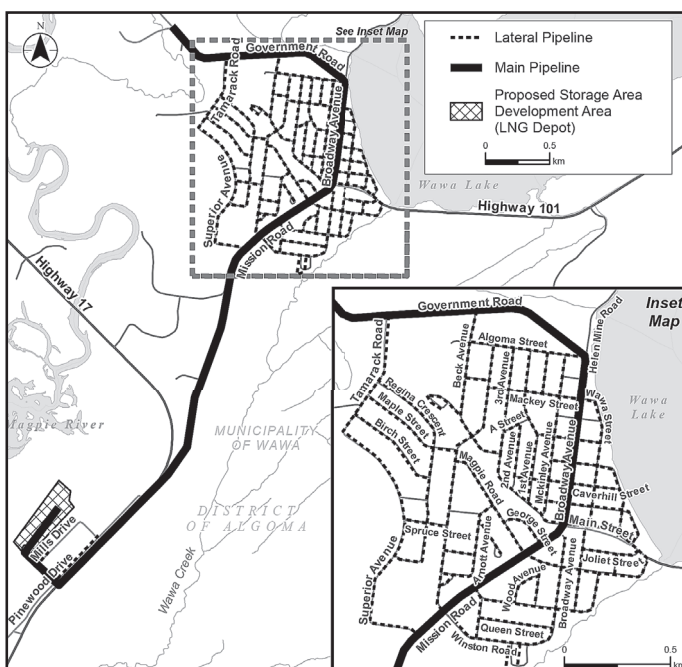 N
See Inset Map
Government Road
Tamarack Road
Broadway Avenue
Superior Avenue
Mission Road
Wawa Lake
Highway 101
Highway 17
Magpie River
MUNICIPALITY
OF WAWA
DISTRICT
OF ALGOMA
Wawa Creek
Mills Drive
Pinewood Drive
Lateral Pipeline
Main Pipeline
Proposed Storage Area
Development Area
(LNG Depot)
0 0.5
km
Inset
Map
Government Road
Helen Mine Road
Tamarack Road
Beck Avenue
Algoma Street
3rd Avenue
Regina Crescent
Maple Street
Birch Street
Mackey Street
Wawa Street
Wawa
Lake
A Street
2nd Avenue
1st Avenue
Mckinley Avenue
Broadway Avenue
Magpie Road
Caverhill Street
George Street
Main Street
Spruce Street
Superior Avenue
Arnott Avenue
Wood Avenue
Broadway Avenue
Joliet Street
Mission Road
Queen Street
Winston Road
0 0.5
km